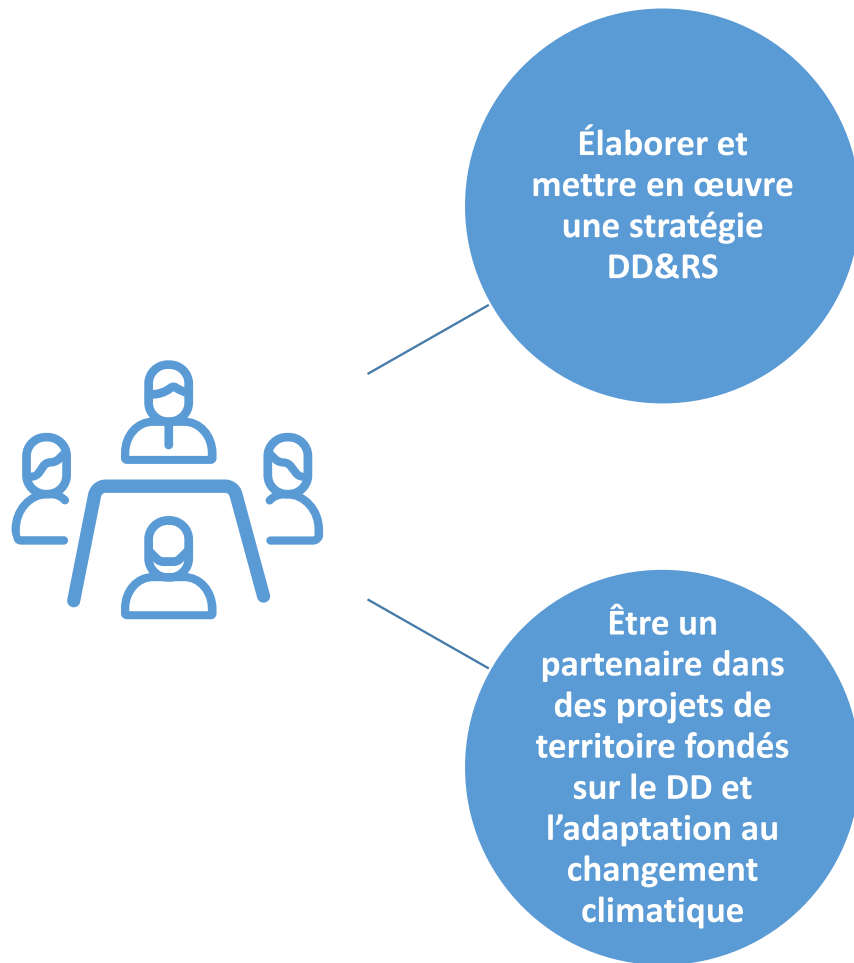 Élaborer et
mettre en œuvre
une stratégie
DD&RS
Être un
partenaire dans
des projets de
territoire fondés
sur le DD et
l’adaptation au
changement
climatique